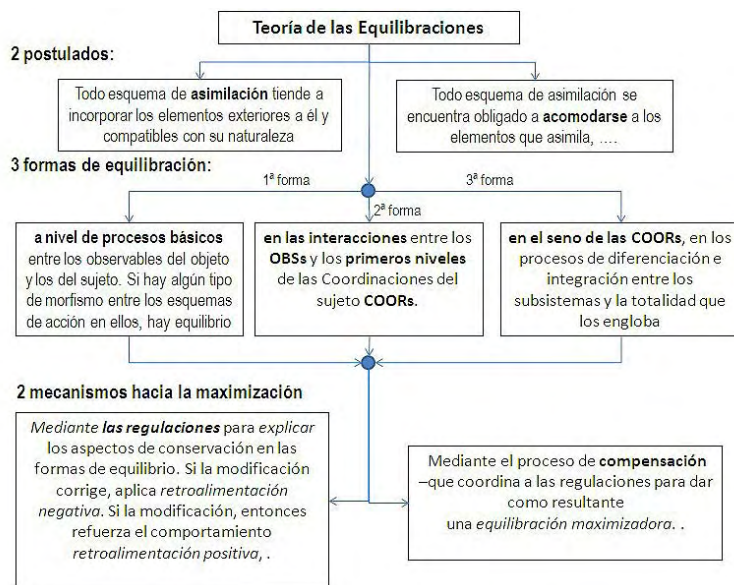 Teoría de las Equilibraciones
2 postulados:
Todo esquema de asimilación tiende a
incorporar los elementos exteriores a él y
compatibles con su naturaleza
Todo esquema de asimilación se
encuentra obligado a acomodarse a los
elementos que asimila, ....
3 formas de equilibración:
1ª forma
3ª forma
2ª forma
a nivel de procesos básicos
entre los observables del objeto
y los del sujeto. Si hay algún tipo
de morfismo entre los esquemas
de acción en ellos, hay equilibrio
en las interacciones entre los
OBSs y los primeros niveles
de las Coordinaciones del
sujeto COORs.
en el seno de las COORs, en los
procesos de diferenciación e
integración entre los
subsistemas y la totalidad que
los engloba
2 mecanismos hacia la maximización
Mediante las regulaciones para explicar
los aspectos de conservación en las
formas de equilibrio. Si la modificación
corrige, aplica retroalimentación
negativa. Si la modificación, entonces
refuerza el comportamiento
retroalimentación positiva, .
Mediante el proceso de compensación
–que coordina a las regulaciones para dar
como resultante
una equilibración maximizadora. .